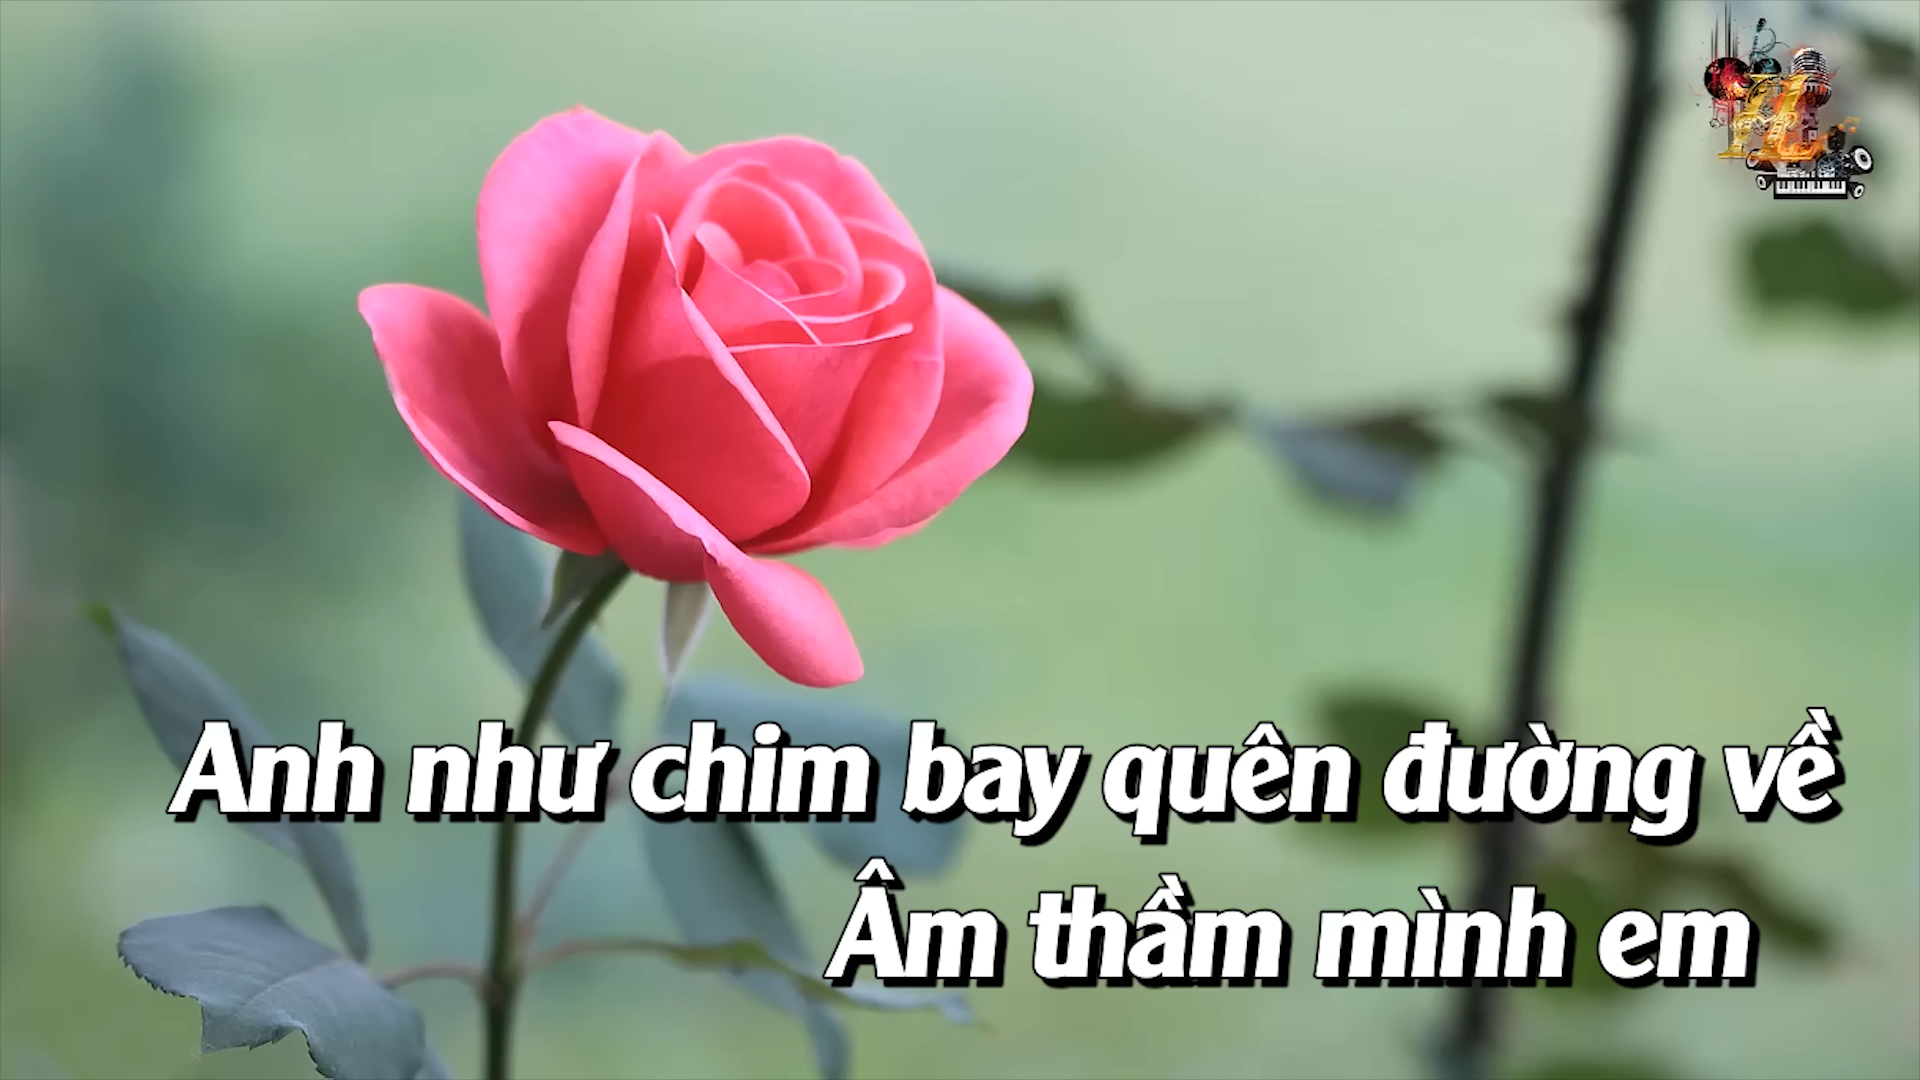 Anh như chim bay quên đường về
Âm thầm mình em